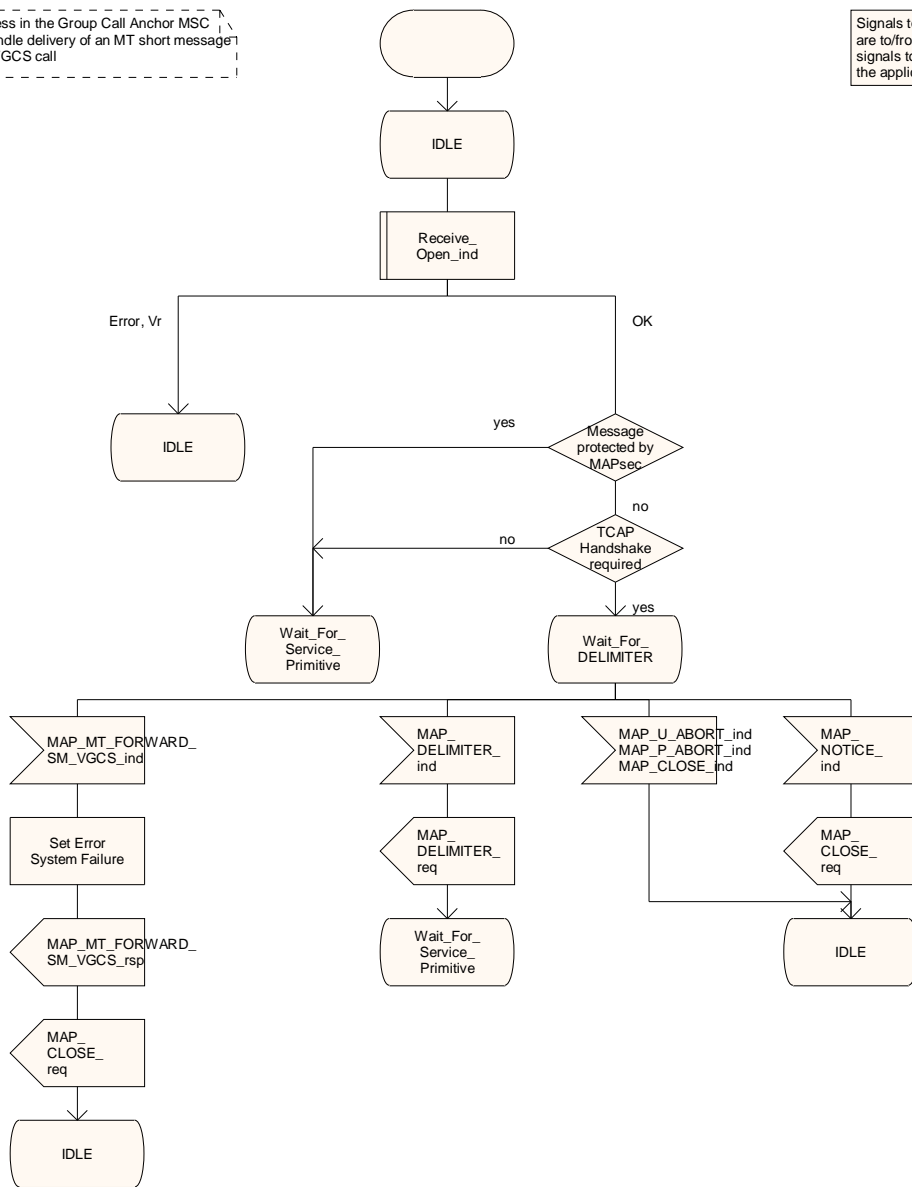 ess in the Group Call Anchor MSC
ndle delivery of an MT short message
GCS call
Signals t
are to/fro
signals to
the applic
IDLE
Receive_
Open_ind
Error, Vr
OK
IDLE
yes
Message
protected by
MAPsec
no
no
TCAP
Handshake
required
yes
Wait_For_
Service_
Primitive
Wait_For_
DELIMITER
MAP_MT_FORWARD_
SM_VGCS_ind
MAP_
DELIMITER_
ind
MAP_U_ABORT_ind
MAP_P_ABORT_ind
MAP_CLOSE_ind
MAP_
NOTICE_
ind
Set Error
System Failure
MAP_
DELIMITER_
req
MAP_
CLOSE_
req
MAP_MT_FORWARD_
SM_VGCS_rsp
Wait_For_
Service_
Primitive
IDLE
MAP_
CLOSE_
req
IDLE